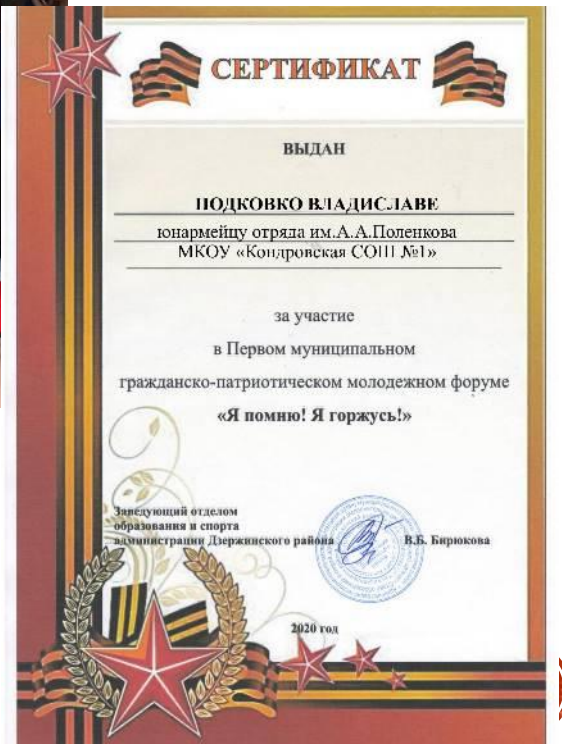 СЕРТИФИКАТ
ВЫДАН
ПОДКОВКО ВЛАДИСЛАВЕ
юнармейцу отряда им.А.А.Поленкова
МКОУ «Кондровская СОШ №1»
за участие
в Первом муниципальном
гражданско-патриотическом молодежном форуме
«Я помню! Я горжусь!»
Заведующий отделом
образования и спорта
администрации Дзержинского района
В.Б. Бирюкова
2020 год